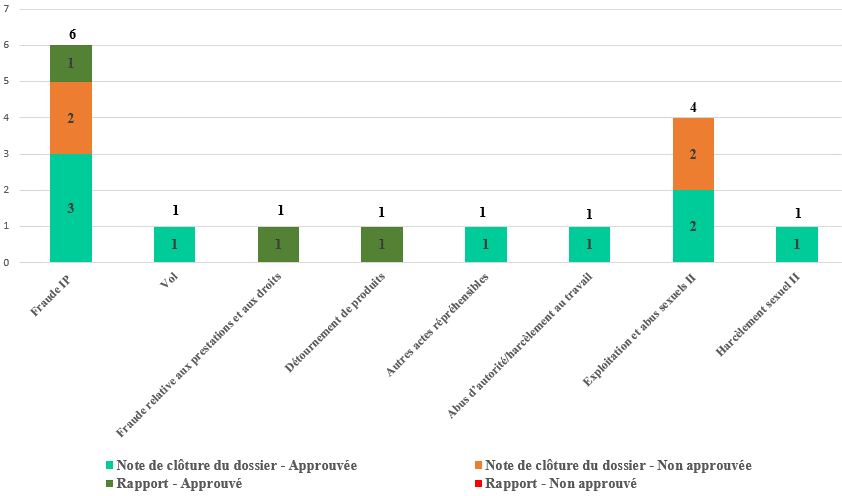 7
6
5
4
3
2
1
0
6
1
2
3
1
1
1
1
1
1
1
1
1
1
4
2
2
1
1
Fraude IP
Vol
Fraude relative aux prestations et aux droits
Détournement de produits
Autres actes répréhensibles
Abus d’autorité/harcèlement au travail
Exploitation et abus sexuels II
Harcèlement sexuel II
Note de clôture du dossier - Approuvée
Note de clôture du dossier - Non approuvée
Rapport - Approuvé
Rapport - Non approuvé